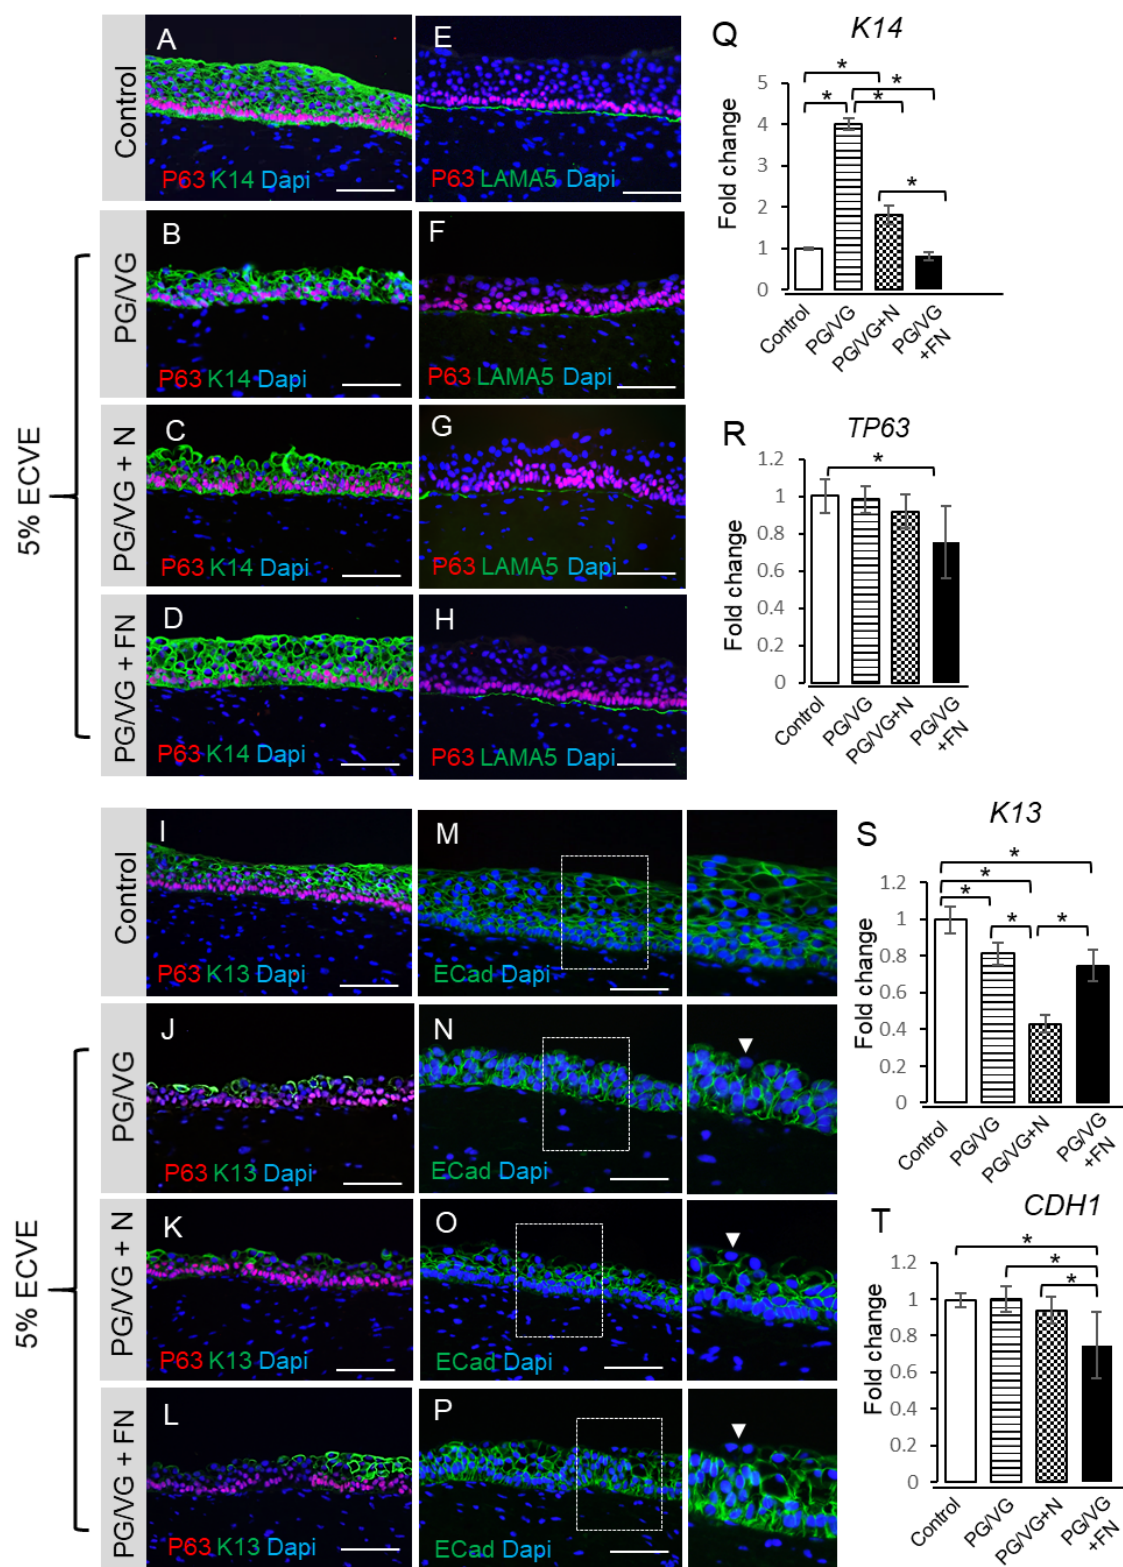 Control
A
P63 K14 Dapi
E
P63 LAMA5 Dapi
5% ECVE
PG/VG
B
P63 K14 Dapi
F
P63 LAMA5 Dapi
PG/VG + N
C
P63 K14 Dapi
G
P63 LAMA5 Dapi
PG/VG + FN
D
P63 K14 Dapi
H
P63 LAMA5 Dapi
Q
K14
Fold change
5
4
3
2
1
0
Control
PG/VG
PG/VG+N
PG/VG
+FN
*
*
*
*
*
*
R
TP63
Fold change
1.2
1
0.8
0.6
0.4
0.2
0
Control
PG/VG
PG/VG+N
PG/VG
+FN
*
Control
I
P63 K13 Dapi
M
ECad Dapi
5% ECVE
PG/VG
J
P63 K13 Dapi
N
ECad Dapi
PG/VG + N
K
P63 K13 Dapi
O
ECad Dapi
PG/VG + FN
L
P63 K13 Dapi
P
ECad Dapi
S
K13
Fold change
1.2
1
0.8
0.6
0.4
0.2
0
Control
PG/VG
PG/VG+N
PG/VG
+FN
*
*
*
*
*
T
CDH1
Fold change
1.2
1
0.8
0.6
0.4
0.2
0
Control
PG/VG
PG/VG+N
PG/VG
+FN
*
*
*